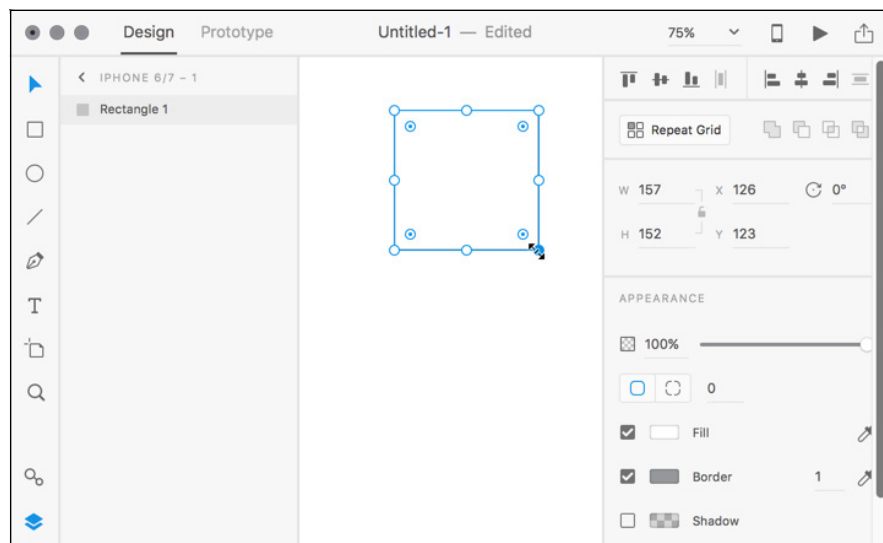 Design Prototype Untitled-1 — Edited 75%
IPHONE 6/7 – 1
Rectangle 1
Repeat Grid
W 157 X 126 0°
H 152 Y 123
APPEARANCE
100%
0
Fill
Border 1
Shadow
T